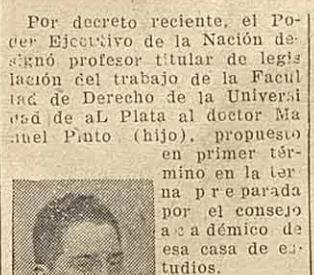 Por decreto reciente, el Po-
der Ejecutivo de la Nación de-
signó profesor titular de legis
lación del trabajo de la Facul
tad de Derecho de la Universi
dad de aL Plata al doctor Ma
nuel Pinto (hijo), propuesto
en primer tér-
mino en la ter
na preparada
por el consejo
académico de
esa casa de es-
tudios.